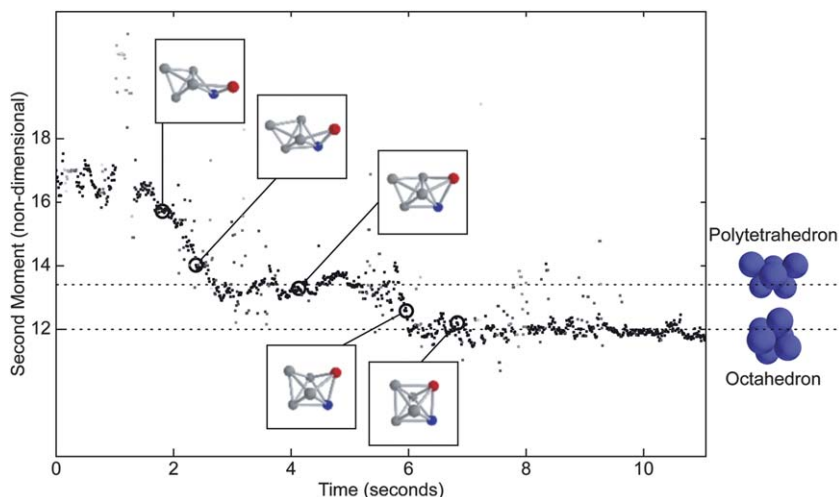 Second Moment (non-dimensional)
18
16
14
12
0
2
4
6
8
10
Time (seconds)
Polytetrahedron
Octahedron